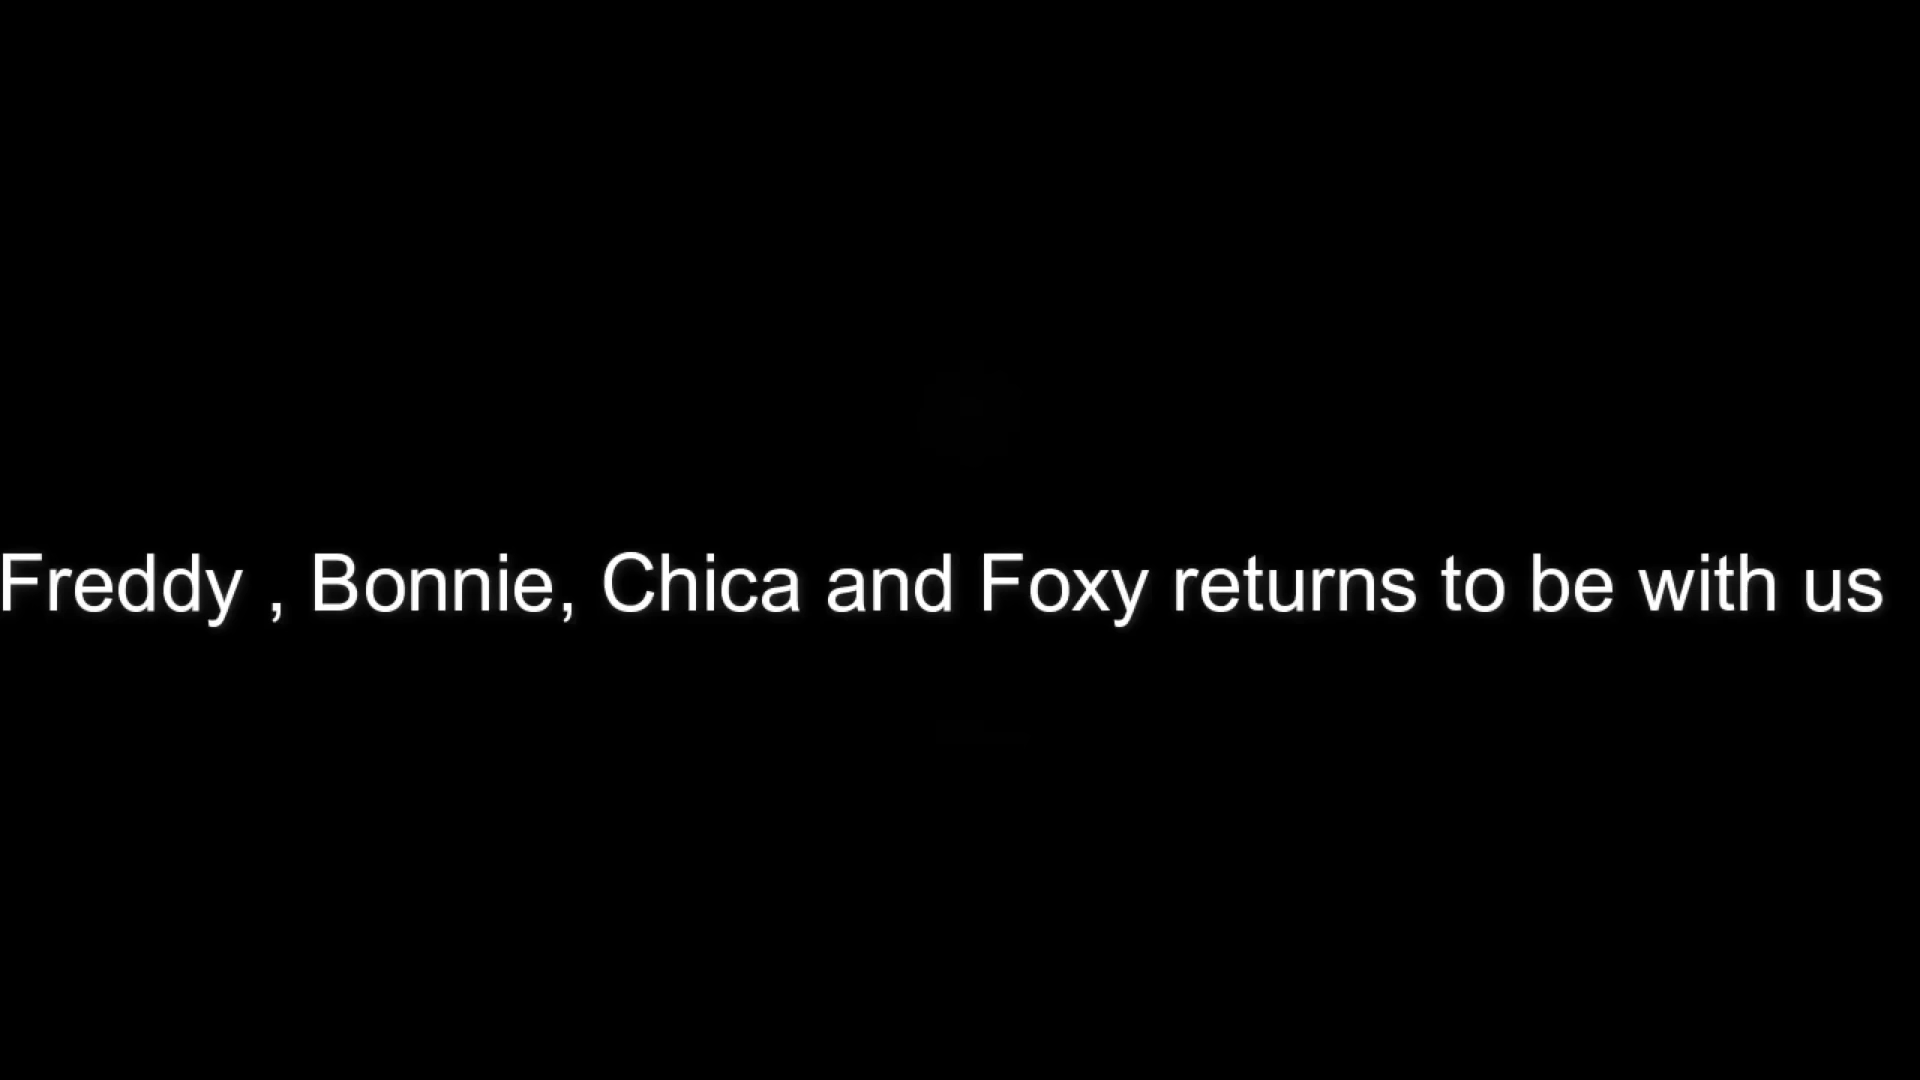 Freddy , Bonnie, Chica and Foxy returns to be with us